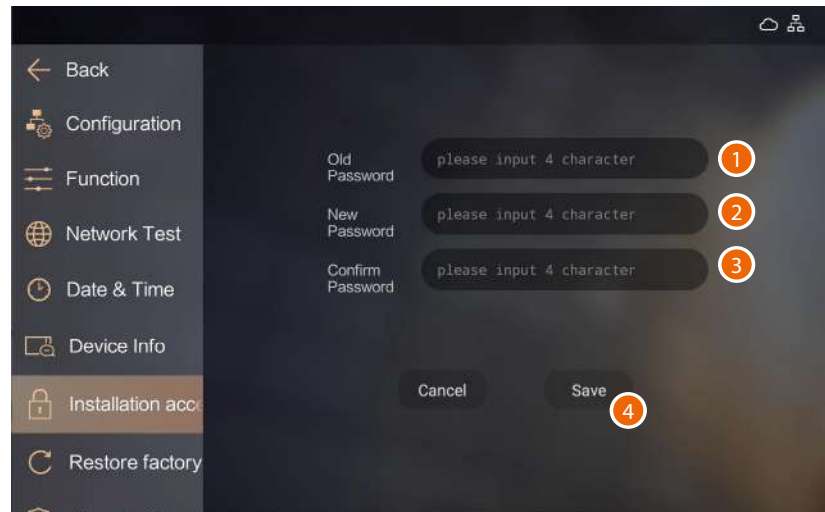 Back
Configuration
Function
Network Test
Date & Time
Device Info
Installation acce
Restore factory
Old
Password
please input 4 character
1
New
Password
please input 4 character
2
Confirm
Password
please input 4 character
3
Cancel
Save
4